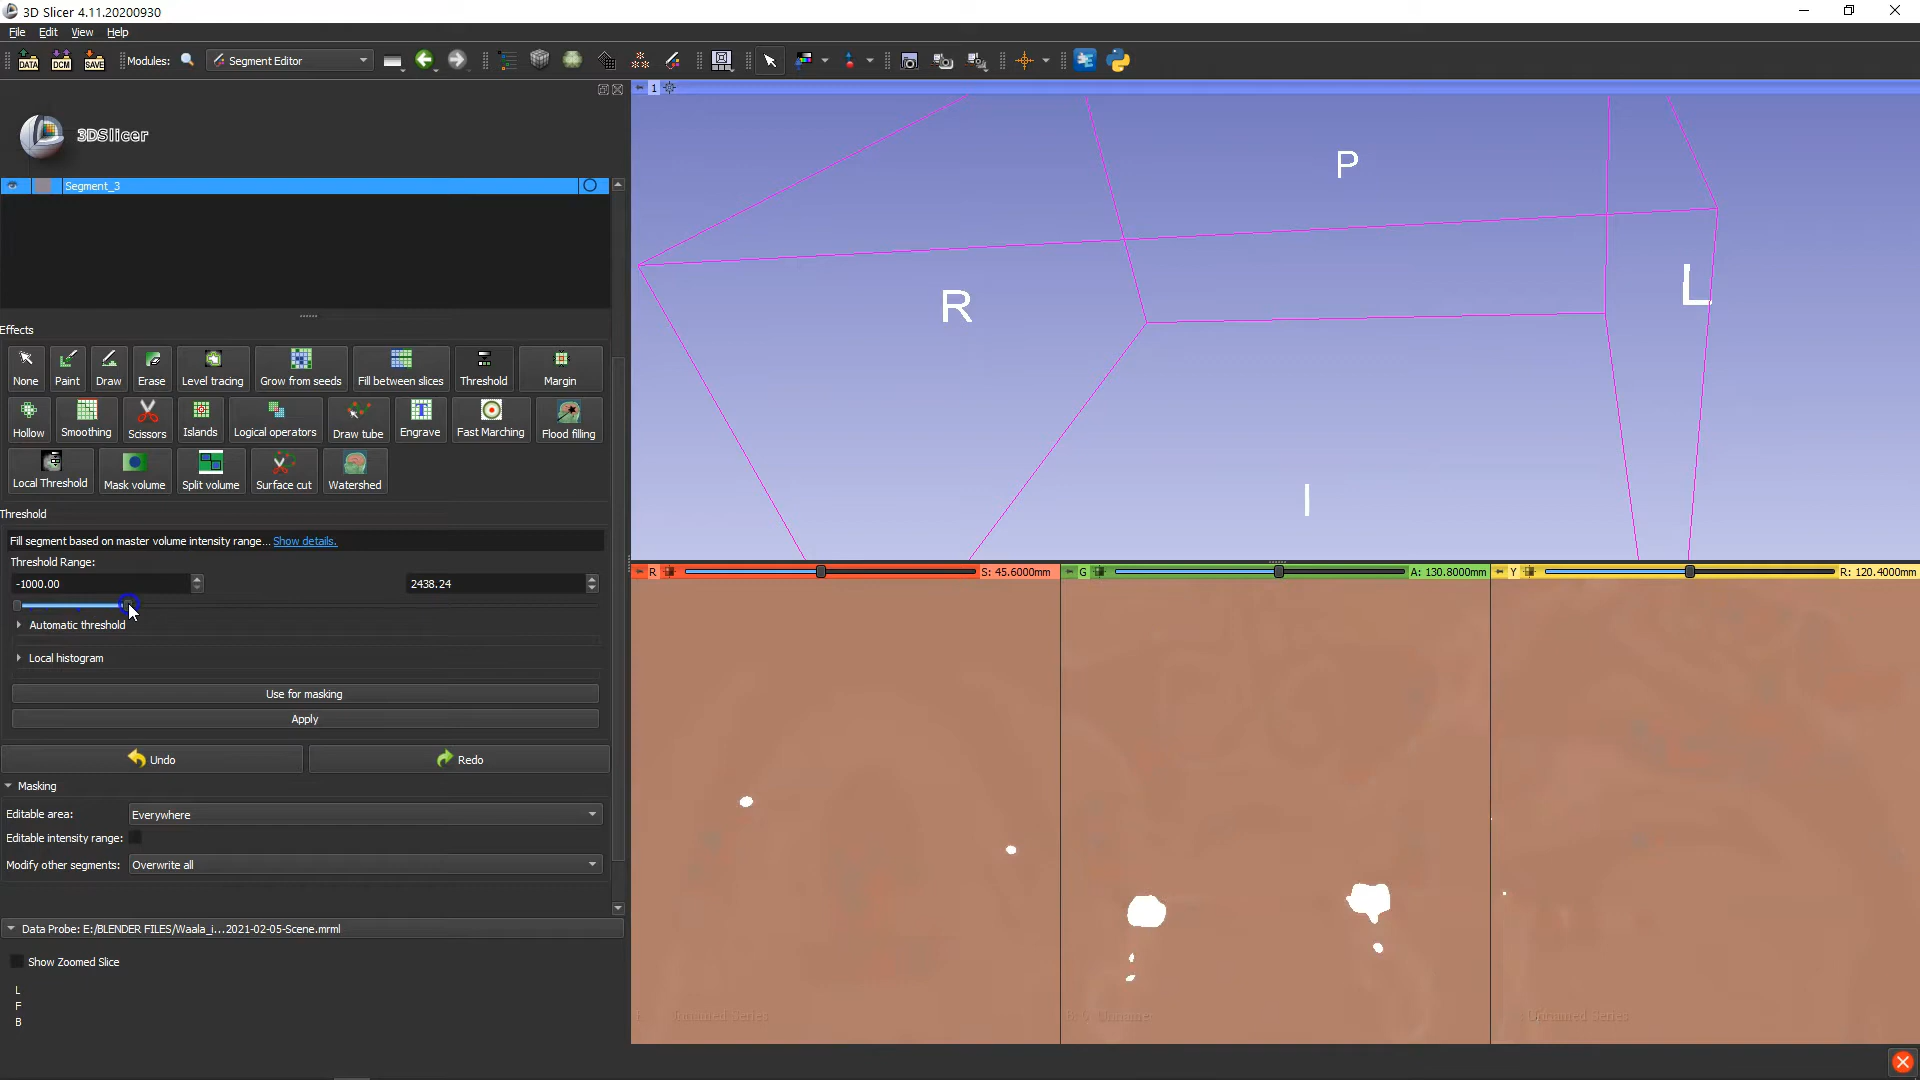 3D Slicer 4.11.20200930
File Edit View Help
DATA DCM SAVE Modules: Segment Editor
1
3DSlicer
Segment_3
Effects
None Paint Draw Erase Level tracing Grow from seeds Fill between slices Threshold Margin
Hollow Smoothing Scissors Islands Logical operators Draw tube Engrave Fast Marching Flood filling
Local Threshold Mask volume Split volume Surface cut Watershed
Threshold
Fill segment based on master volume intensity range... Show details.
Threshold Range:
-1000.00 2438.24
Automatic threshold
Local histogram
Use for masking
Apply
Undo Redo
Masking
Editable area: Everywhere
Editable intensity range:
Modify other segments: Overwrite all
Data Probe: E:/BLENDER FILES/Waala_i...2021-02-05-Scene.mrml
Show Zoomed Slice
L
F
B
P
R
L
I
R S: 45.6000mm
G A: 130.8000mm
Y R: 120.4000mm
Unnamed Series